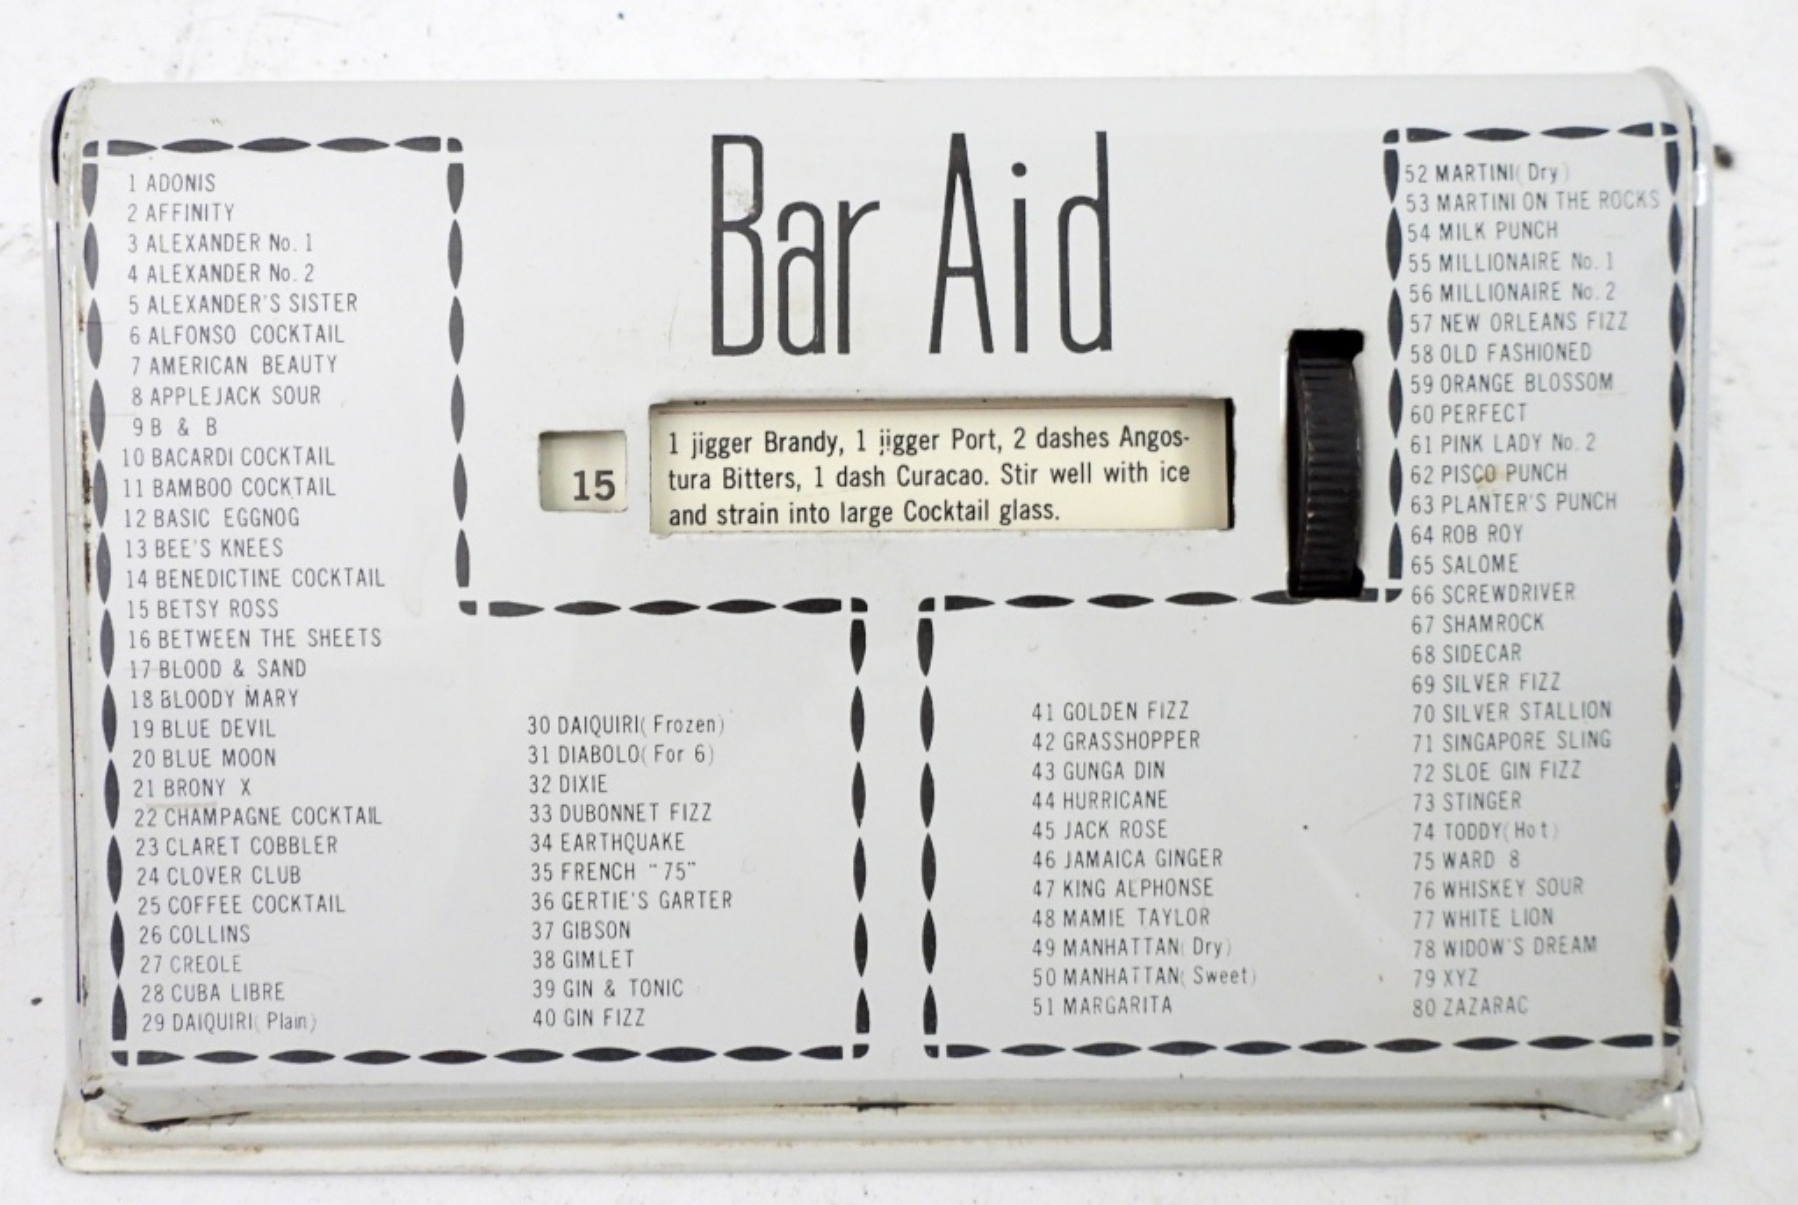 Bar Aid
1 ADONIS
2 AFFINITY
3 ALEXANDER No. 1
4 ALEXANDER No. 2
5 ALEXANDER'S SISTER
6 ALFONSO COCKTAIL
7 AMERICAN BEAUTY
8 APPLEJACK SOUR
9 B & B
10 BACARDI COCKTAIL
11 BAMBOO COCKTAIL
12 BASIC EGGNOG
13 BEE'S KNEES
14 BENEDICTINE COCKTAIL
15 BETSY ROSS
16 BETWEEN THE SHEETS
17 BLOOD & SAND
18 BLOODY MARY
19 BLUE DEVIL
20 BLUE MOON
21 BRONY X
22 CHAMPAGNE COCKTAIL
23 CLARET COBBLER
24 CLOVER CLUB
25 COFFEE COCKTAIL
26 COLLINS
27 CREOLE
28 CUBA LIBRE
29 DAIQUIRI (Plain)
15
1 jigger Brandy, 1 jigger Port, 2 dashes Angos-
tura Bitters, 1 dash Curacao. Stir well with ice
and strain into large Cocktail glass.
30 DAIQUIRI (Frozen)
31 DIABOLO (For 6)
32 DIXIE
33 DUBONNET FIZZ
34 EARTHQUAKE
35 FRENCH "75"
36 GERTIE'S GARTER
37 GIBSON
38 GIMLET
39 GIN & TONIC
40 GIN FIZZ
41 GOLDEN FIZZ
42 GRASSHOPPER
43 GUNGA DIN
44 HURRICANE
45 JACK ROSE
46 JAMAICA GINGER
47 KING ALPHONSE
48 MAMIE TAYLOR
49 MANHATTAN (Dry)
50 MANHATTAN (Sweet)
51 MARGARITA
52 MARTINI (Dry)
53 MARTINI ON THE ROCKS
54 MILK PUNCH
55 MILLIONAIRE No. 1
56 MILLIONAIRE No. 2
57 NEW ORLEANS FIZZ
58 OLD FASHIONED
59 ORANGE BLOSSOM
60 PERFECT
61 PINK LADY No. 2
62 PISCO PUNCH
63 PLANTER'S PUNCH
64 ROB ROY
65 SALOME
66 SCREWDRIVER
67 SHAMROCK
68 SIDECAR
69 SILVER FIZZ
70 SILVER STALLION
71 SINGAPORE SLING
72 SLOE GIN FIZZ
73 STINGER
74 TODDY (Hot)
75 WARD 8
76 WHISKEY SOUR
77 WHITE LION
78 WIDOW'S DREAM
79 XYZ
80 ZAZARAC